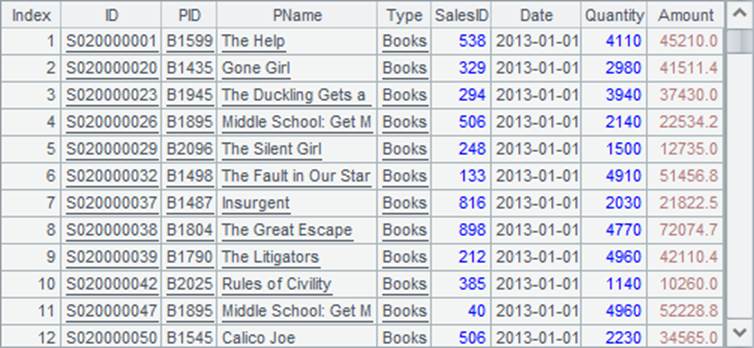 Index ID PID PName Type SalesID Date Quantity Amount
1 S020000001 B1599 The Help Books 538 2013-01-01 4110 45210.0
2 S020000020 B1435 Gone Girl Books 329 2013-01-01 2980 41511.4
3 S020000023 B1945 The Duckling Gets a Books 294 2013-01-01 3940 37430.0
4 S020000026 B1895 Middle School: Get M Books 506 2013-01-01 2140 22534.2
5 S020000029 B2096 The Silent Girl Books 248 2013-01-01 1500 12735.0
6 S020000032 B1498 The Fault in Our Star Books 133 2013-01-01 4910 51456.8
7 S020000037 B1487 Insurgent Books 816 2013-01-01 2030 21822.5
8 S020000038 B1804 The Great Escape Books 898 2013-01-01 4770 72074.7
9 S020000039 B1790 The Litigators Books 212 2013-01-01 4960 42110.4
10 S020000042 B2025 Rules of Civility Books 385 2013-01-01 1140 10260.0
11 S020000047 B1895 Middle School: Get M Books 40 2013-01-01 4960 52228.8
12 S020000050 B1545 Calico Joe Books 506 2013-01-01 2230 34565.0